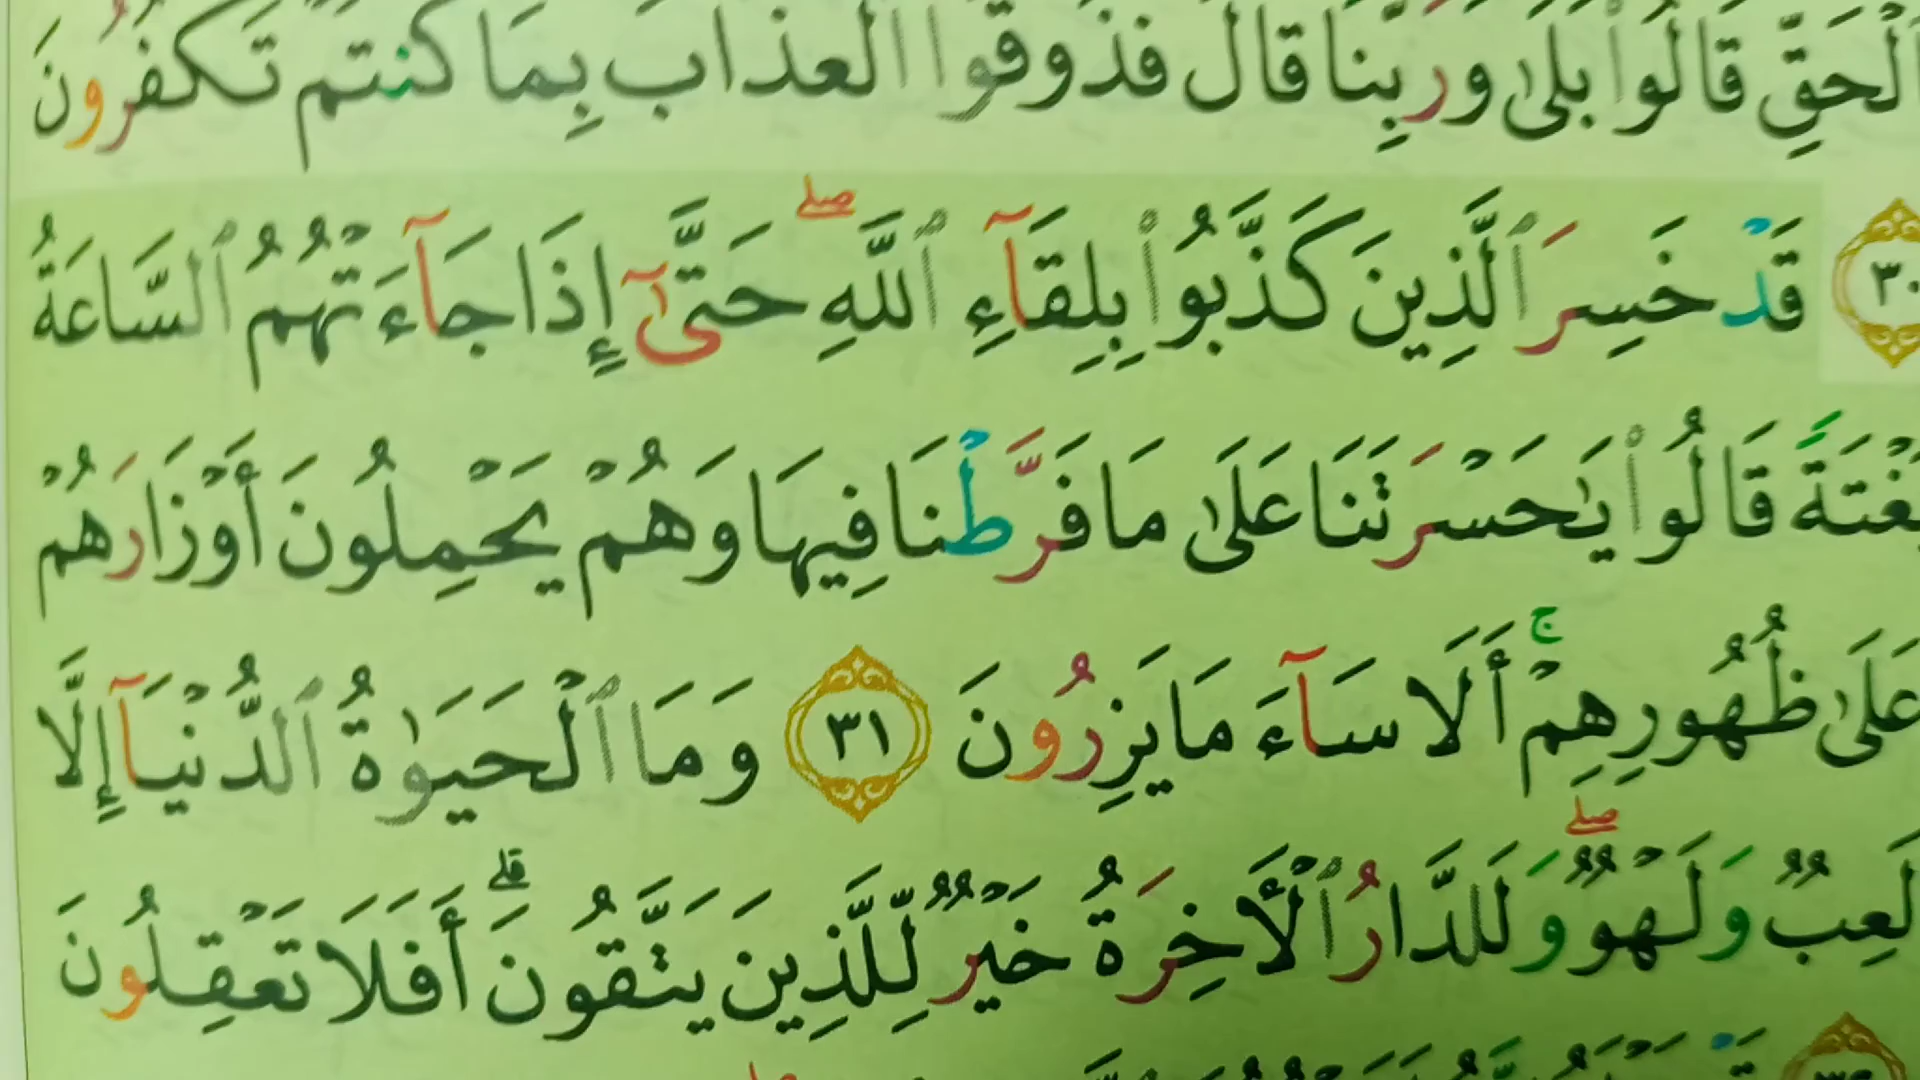 ٱلْحَقِّ قَالُوا۟ بَلَىٰ وَرَبِّنَا قَالَ فَذُوقُوا۟ ٱلْعَذَابَ بِمَا كُنتُمْ تَكْفُرُونَ
٣٠ قَدْ خَسِرَ ٱلَّذِينَ كَذَّبُوا۟ بِلِقَآءِ ٱللَّهِ ۖ حَتَّىٰٓ إِذَا جَآءَتْهُمُ ٱلسَّاعَةُ
بَغْتَةً قَالُوا۟ يَٰحَسْرَتَنَا عَلَىٰ مَا فَرَّطْنَا فِيهَا وَهُمْ يَحْمِلُونَ أَوْزَارَهُمْ
عَلَىٰ ظُهُورِهِمْ ۚ أَلَا سَآءَ مَا يَزِرُونَ ٣١ وَمَا ٱلْحَيَوٰةُ ٱلدُّنْيَآ إِلَّا
لَعِبٌ وَلَهْوٌ ۖ وَلَلدَّارُ ٱلْأَخِرَةُ خَيْرٌ لِّلَّذِينَ يَتَّقُونَ ۗ أَفَلَا تَعْقِلُونَ